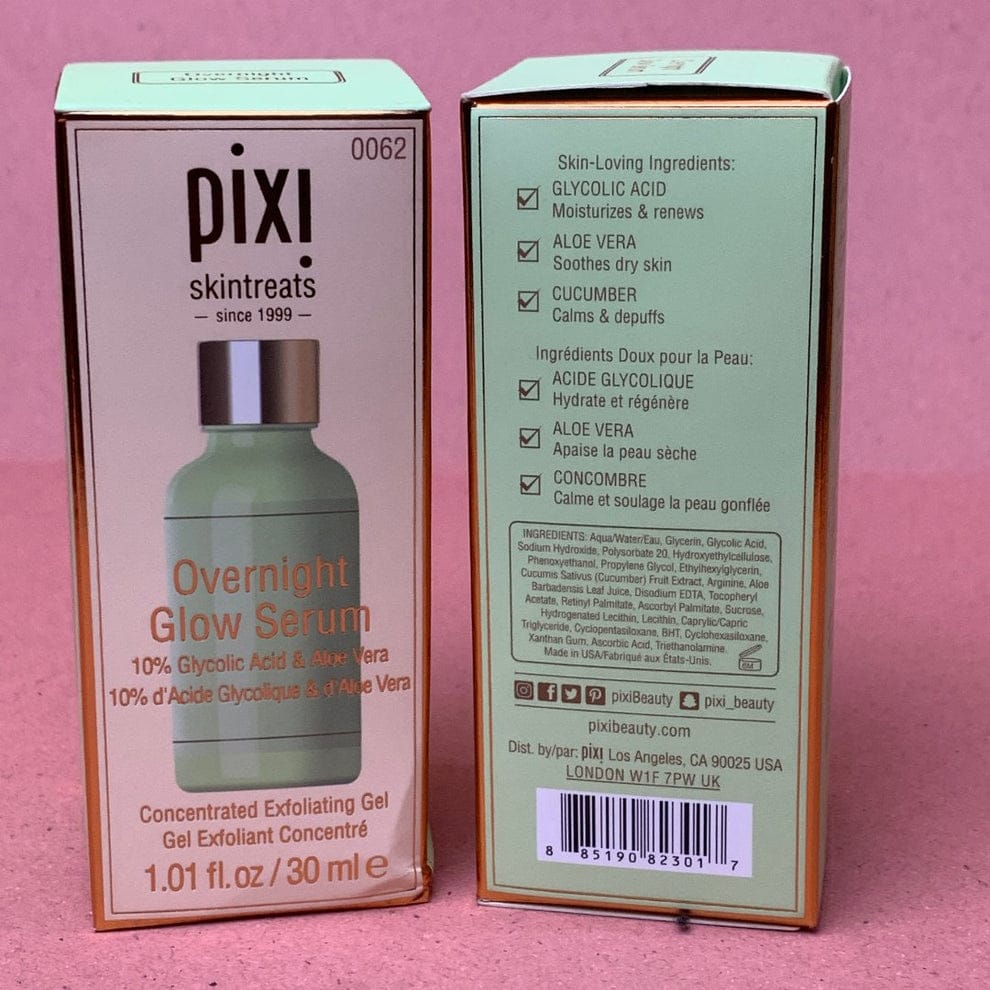 Overnight
Glow Serum
0062
pixi
skintreats
— since 1999 —
Overnight
Glow Serum
10% Glycolic Acid & Aloe Vera
10% d'Acide Glycolique & d'Aloe Vera
Concentrated Exfoliating Gel
Gel Exfoliant Concentré
1.01 fl.oz / 30 ml e
Skin-Loving Ingredients:
GLYCOLIC ACID
Moisturizes & renews
ALOE VERA
Soothes dry skin
CUCUMBER
Calms & depuffs
Ingrédients Doux pour la Peau:
ACIDE GLYCOLIQUE
Hydrate et régénère
ALOE VERA
Apaise la peau sèche
CONCOMBRE
Calme et soulage la peau gonflée
INGREDIENTS: Aqua/Water/Eau, Glycerin, Glycolic Acid,
Sodium Hydroxide, Polysorbate 20, Hydroxyethylcellulose,
Phenoxyethanol, Propylene Glycol, Ethylhexylglycerin,
Cucumis Sativus (Cucumber) Fruit Extract, Arginine, Aloe
Barbadensis Leaf Juice, Disodium EDTA, Tocopheryl
Acetate, Retinyl Palmitate, Ascorbyl Palmitate, Sucrose,
Hydrogenated Lecithin, Lecithin, Caprylic/Capric
Triglyceride, Cyclopentasiloxane, BHT, Cyclohexasiloxane,
Xanthan Gum, Ascorbic Acid, Triethanolamine.
Made in USA/Fabriqué aux États-Unis.
6M
pixiBeauty pixi_beauty
pixibeauty.com
Dist. by/par: pixi Los Angeles, CA 90025 USA
LONDON W1F 7PW UK
8 85190 82301 7